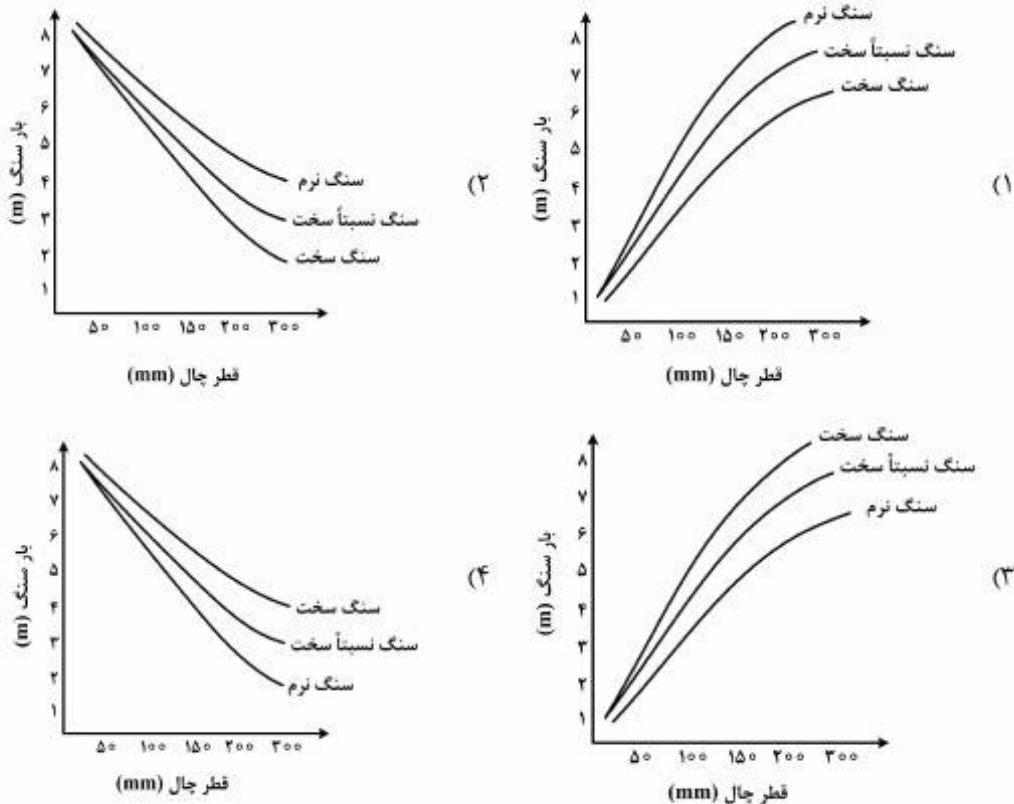 ۱)
بار سنگ (m)
۸
۷
۶
۵
۴
۳
۲
۱
سنگ نرم
سنگ نسبتاً سخت
سنگ سخت
۵۰ ۱۰۰ ۱۵۰ ۲۰۰ ۳۰۰
قطر چال (mm)
۲)
بار سنگ (m)
۸
۷
۶
۵
۴
۳
۲
۱
سنگ نرم
سنگ نسبتاً سخت
سنگ سخت
۵۰ ۱۰۰ ۱۵۰ ۲۰۰ ۳۰۰
قطر چال (mm)
۳)
بار سنگ (m)
۸
۷
۶
۵
۴
۳
۲
۱
سنگ سخت
سنگ نسبتاً سخت
سنگ نرم
۵۰ ۱۰۰ ۱۵۰ ۲۰۰ ۳۰۰
قطر چال (mm)
۴)
بار سنگ (m)
۸
۷
۶
۵
۴
۳
۲
۱
سنگ سخت
سنگ نسبتاً سخت
سنگ نرم
۵۰ ۱۰۰ ۱۵۰ ۲۰۰ ۳۰۰
قطر چال (mm)